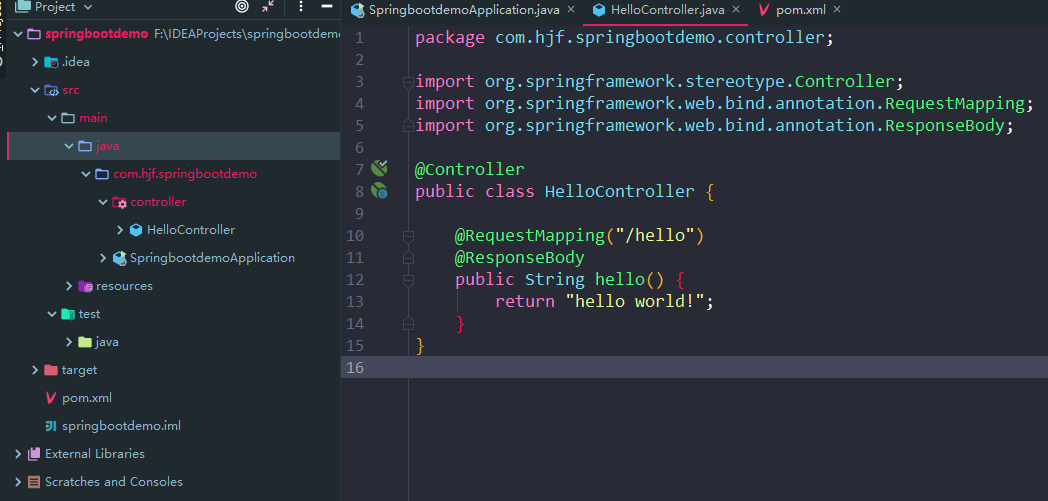 Project
springbootdemo F:\IDEAProjects\springbootdem
.idea
src
main
java
com.hjf.springbootdemo
controller
HelloController
SpringbootdemoApplication
resources
test
java
target
pom.xml
springbootdemo.iml
External Libraries
Scratches and Consoles
SpringbootdemoApplication.java HelloController.java pom.xml
1 package com.hjf.springbootdemo.controller;
2
3 import org.springframework.stereotype.Controller;
4 import org.springframework.web.bind.annotation.RequestMapping;
5 import org.springframework.web.bind.annotation.ResponseBody;
6
7 @Controller
8 public class HelloController {
9
10 @RequestMapping("/hello")
11 @ResponseBody
12 public String hello() {
13 return "hello world!";
14 }
15 }
16